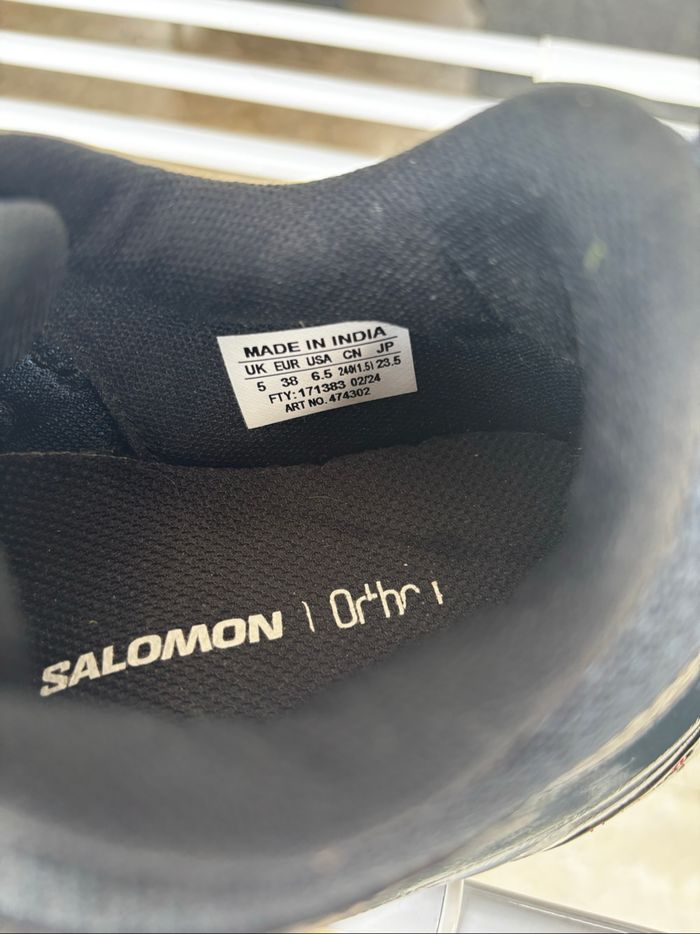 MADE IN INDIA
UK EUR USA CN JP
5 38 6.5 240(1.5) 23.5
FTY: 171383 02/24
ART NO. 474302
SALOMON |